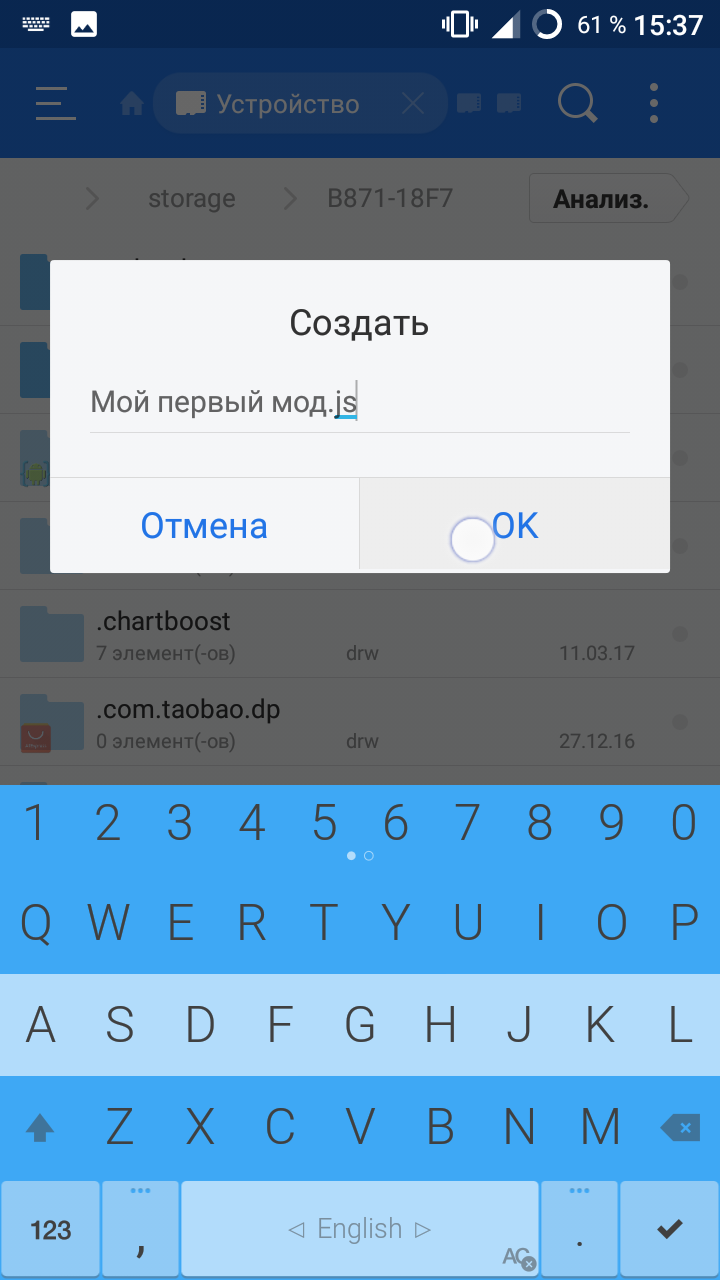 61 % 15:37
Устройство
storage B871-18F7 Анализ.
Создать
Мой первый мод.js
Отмена OK
.chartboost
7 элемент(-ов) drw 11.03.17
.com.taobao.dp
0 элемент(-ов) drw 27.12.16
1 2 3 4 5 6 7 8 9 0
Q W E R T Y U I O P
A S D F G H J K L
Z X C V B N M
123 , English AC .